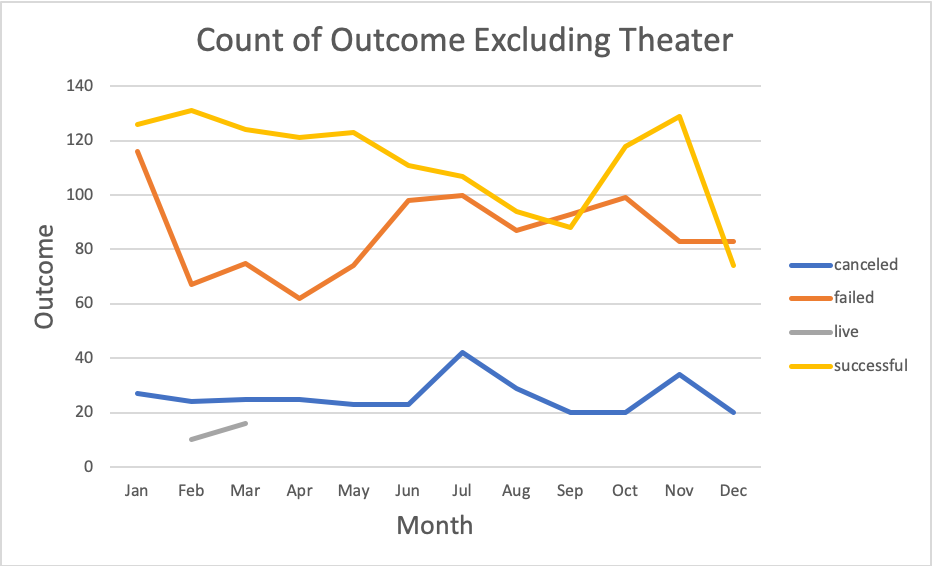 Count of Outcome Excluding Theater
140
120
100
80
60
40
20
0
Outcome
Jan Feb Mar Apr May Jun Jul Aug Sep Oct Nov Dec
Month
canceled
failed
live
successful